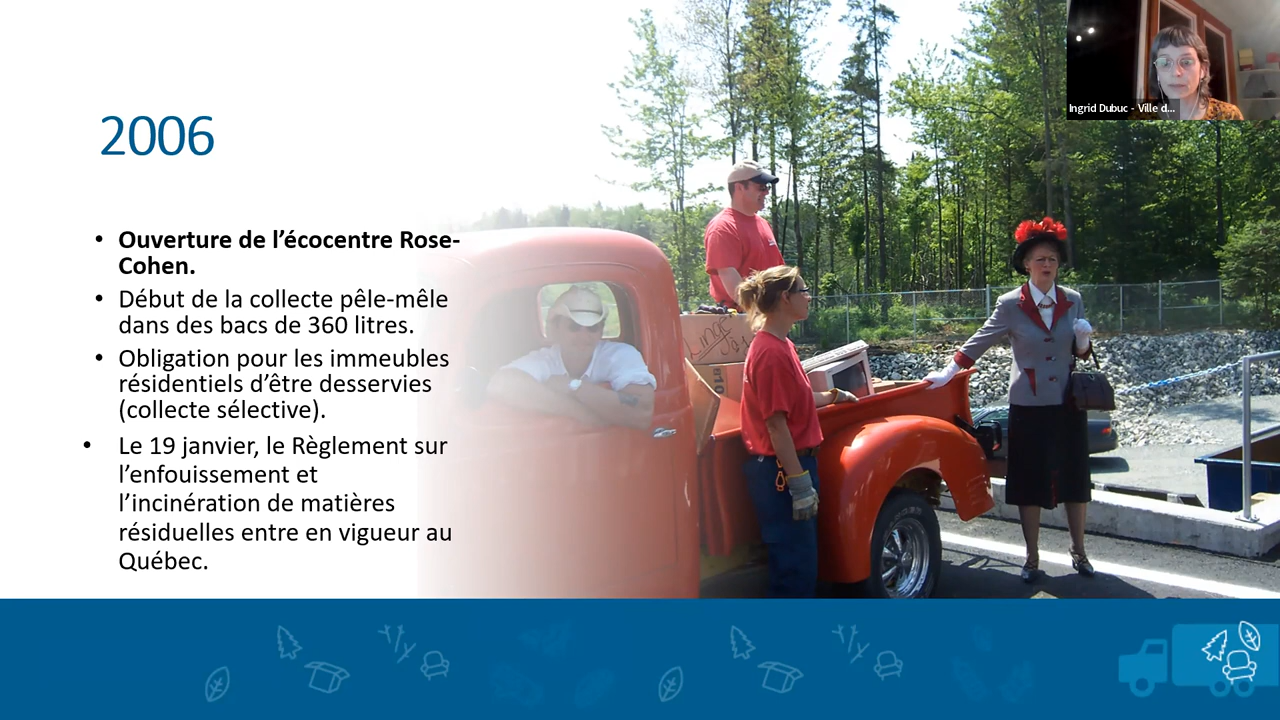 Ingrid Dubuc - Ville d...
2006
• Ouverture de l’écocentre Rose-
Cohen.
• Début de la collecte pêle-mêle
dans des bacs de 360 litres.
• Obligation pour les immeubles
résidentiels d’être desservies
(collecte sélective).
• Le 19 janvier, le Règlement sur
l’enfouissement et
l’incinération de matières
résiduelles entre en vigueur au
Québec.